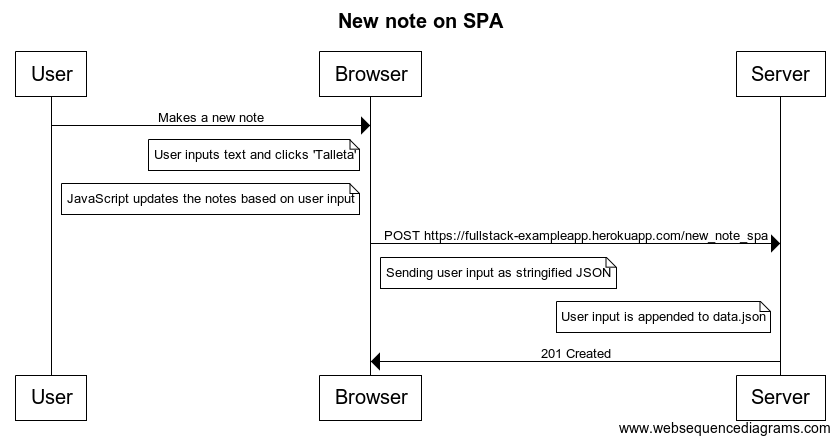 New note on SPA
User
Browser
Server
Makes a new note
User inputs text and clicks 'Talleta'
JavaScript updates the notes based on user input
POST https://fullstack-exampleapp.herokuapp.com/new_note_spa
Sending user input as stringified JSON
User input is appended to data.json
201 Created
User
Browser
Server
www.websequencediagrams.com